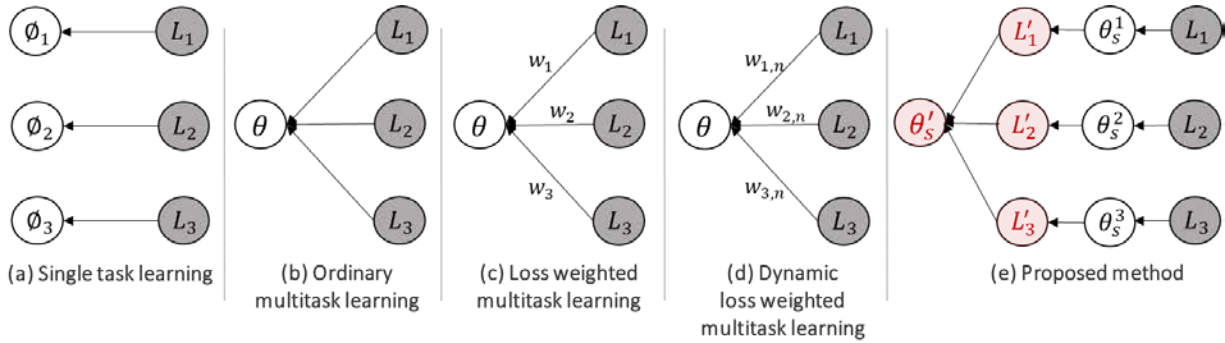 ∅₁ L₁
∅₂ L₂
∅₃ L₃
(a) Single task learning
θ L₁ L₂ L₃
(b) Ordinary
multitask learning
θ w₁ L₁
w₂ L₂
w₃ L₃
(c) Loss weighted
multitask learning
θ w₁,ₙ L₁
w₂,ₙ L₂
w₃,ₙ L₃
(d) Dynamic
loss weighted
multitask learning
L′₁ θₛ¹ L₁
θ′ₛ L′₂ θₛ² L₂
L′₃ θₛ³ L₃
(e) Proposed method